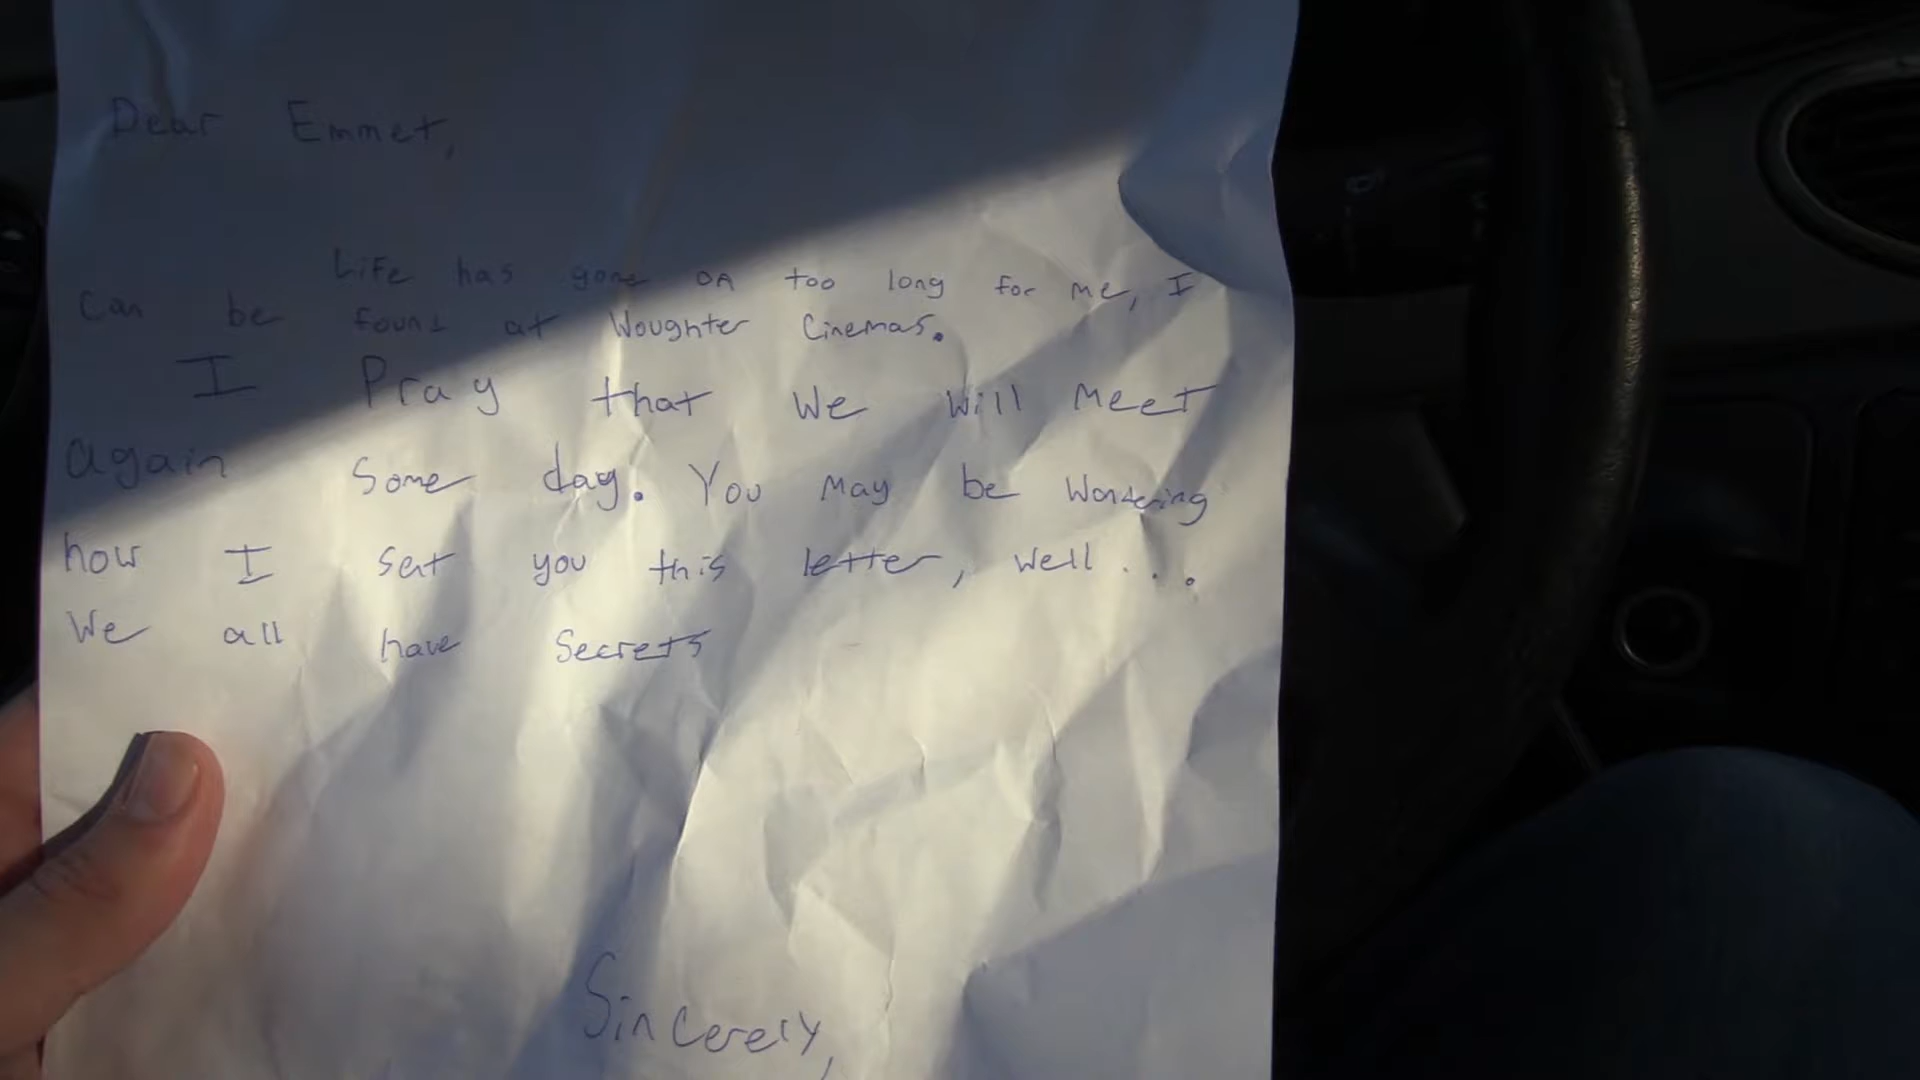 Dear Emmet,
Life has gone on too long for me, I
can be found at Woughter Cinemas.
I Pray that we will meet
again some day. You may be wondering
how I sent you this letter, well...
We all have secrets
Sincerely,